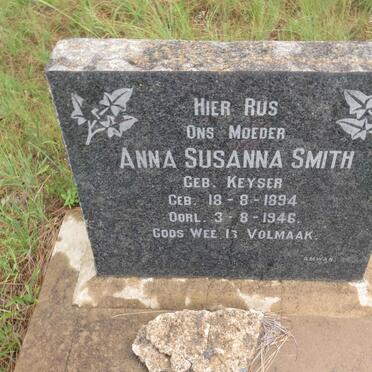 HIER RUS
ONS MOEDER
ANNA SUSANNA SMITH
GEB. KEYSER
GEB. 18-8-1894
OORL. 3-8-1946.
GODS WEE IS VOLMAAK.